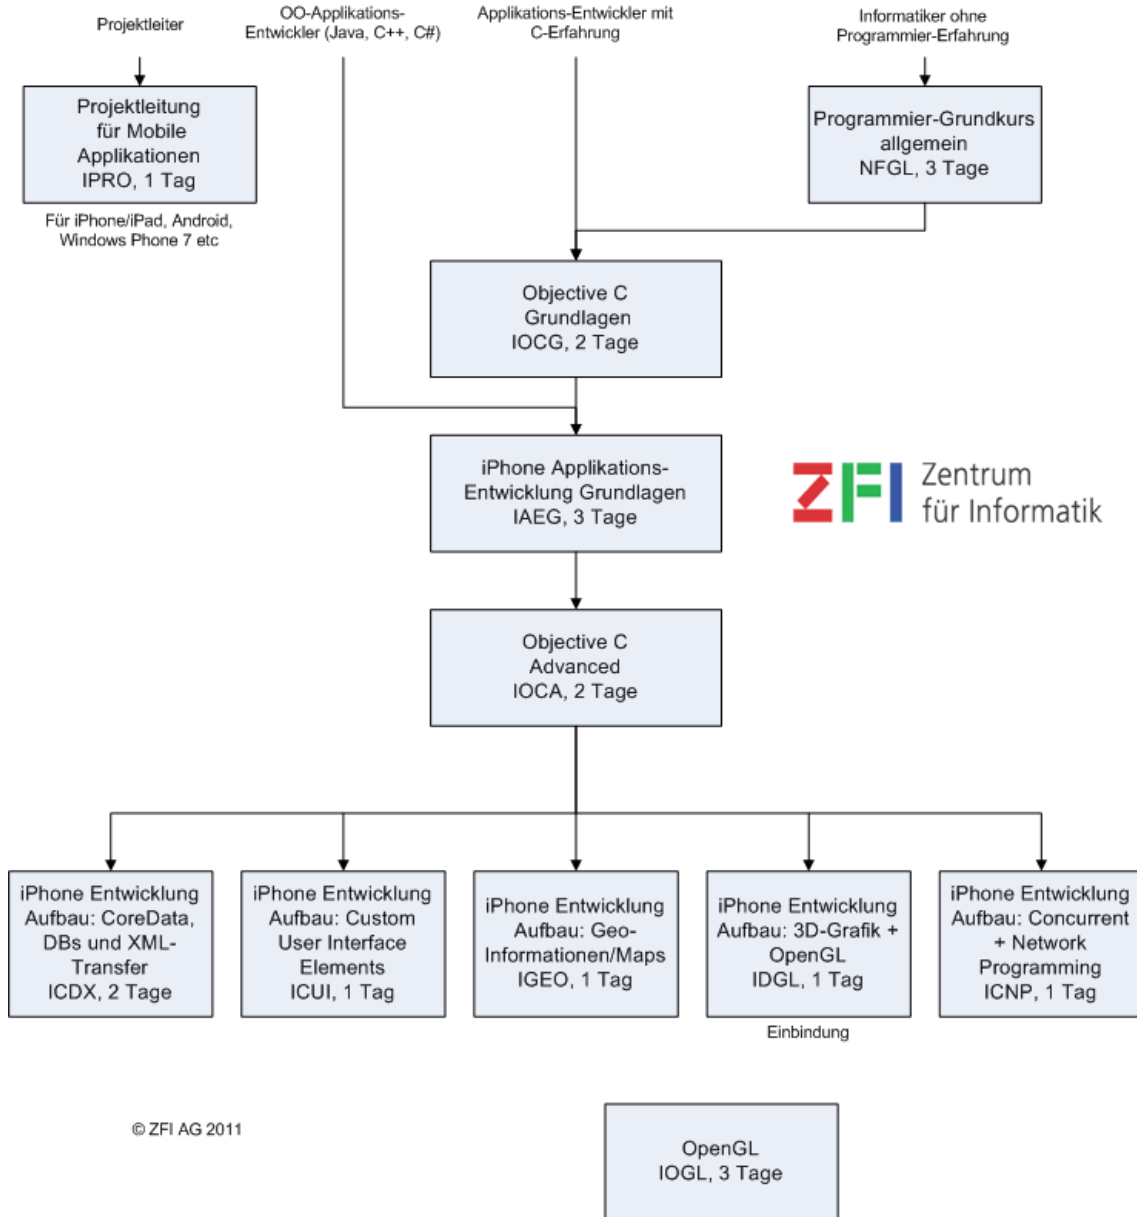 Projektleiter
OO-Applikations-
Entwickler (Java, C++, C#)
Applikations-Entwickler mit
C-Erfahrung
Informatiker ohne
Programmier-Erfahrung
Projektleitung
für Mobile
Applikationen
IPRO, 1 Tag
Für iPhone/iPad, Android,
Windows Phone 7 etc
Programmier-Grundkurs
allgemein
NFGL, 3 Tage
Objective C
Grundlagen
IOCG, 2 Tage
iPhone Applikations-
Entwicklung Grundlagen
IAEG, 3 Tage
ZFI
Zentrum
für Informatik
Objective C
Advanced
IOCA, 2 Tage
iPhone Entwicklung
Aufbau: CoreData,
DBs und XML-
Transfer
ICDX, 2 Tage
iPhone Entwicklung
Aufbau: Custom
User Interface
Elements
ICUI, 1 Tag
iPhone Entwicklung
Aufbau: Geo-
Informationen/Maps
IGEO, 1 Tag
iPhone Entwicklung
Aufbau: 3D-Grafik +
OpenGL
IDGL, 1 Tag
Einbindung
iPhone Entwicklung
Aufbau: Concurrent
+ Network
Programming
ICNP, 1 Tag
© ZFI AG 2011
OpenGL
IOGL, 3 Tage